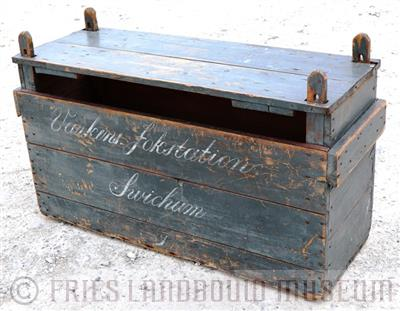 Varkens-fokstation
Swichum
© FRIES LANDBOUW MUSEUM